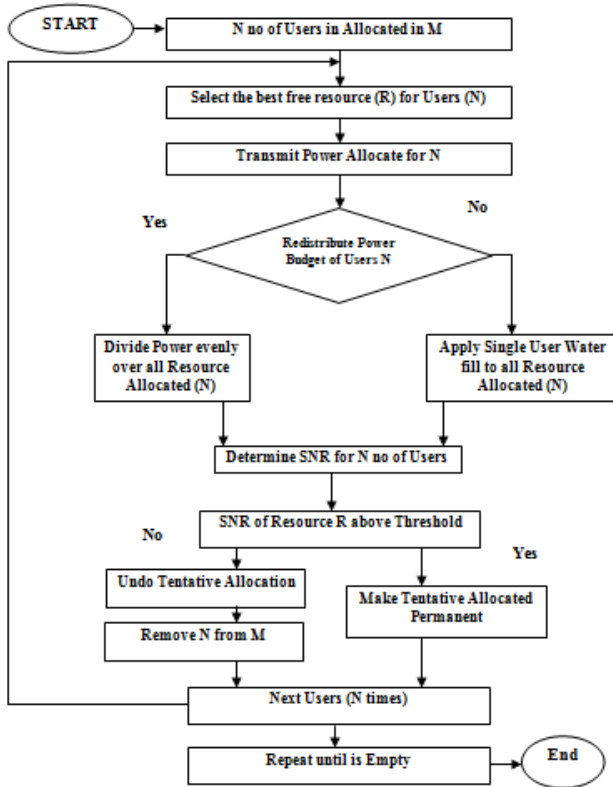 START
N no of Users in Allocated in M
Select the best free resource (R) for Users (N)
Transmit Power Allocate for N
Yes
No
Redistribute Power
Budget of Users N
Divide Power evenly
over all Resource
Allocated (N)
Apply Single User Water
fill to all Resource
Allocated (N)
Determine SNR for N no of Users
SNR of Resource R above Threshold
No
Yes
Undo Tentative Allocation
Make Tentative Allocated
Permanent
Remove N from M
Next Users (N times)
Repeat until is Empty
End